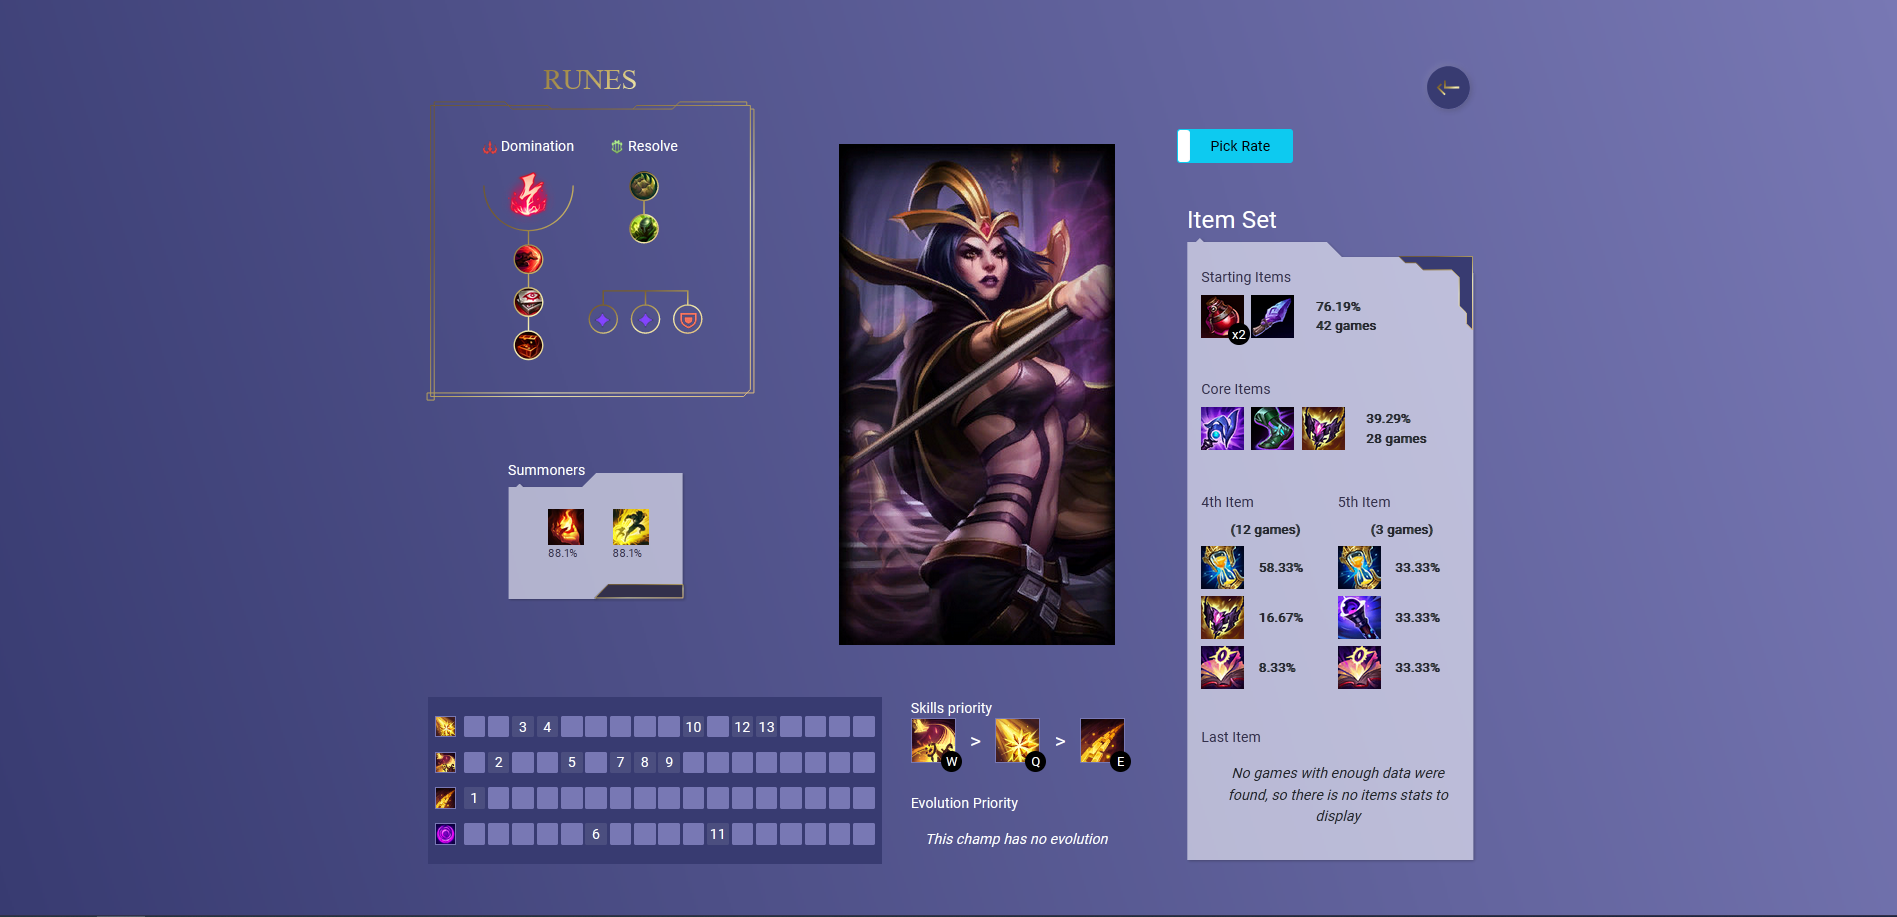 RUNES
Domination
Resolve
Pick Rate
Item Set
Starting Items
x2
76.19%
42 games
Core Items
39.29%
28 games
Summoners
88.1%
88.1%
4th Item
5th Item
(12 games)
(3 games)
58.33%
33.33%
16.67%
33.33%
8.33%
33.33%
Last Item
No games with enough data were
found, so there is no items stats to
display
3 4 10 12 13
2 5 7 8 9
1
6 11
Skills priority
W > Q > E
Evolution Priority
This champ has no evolution